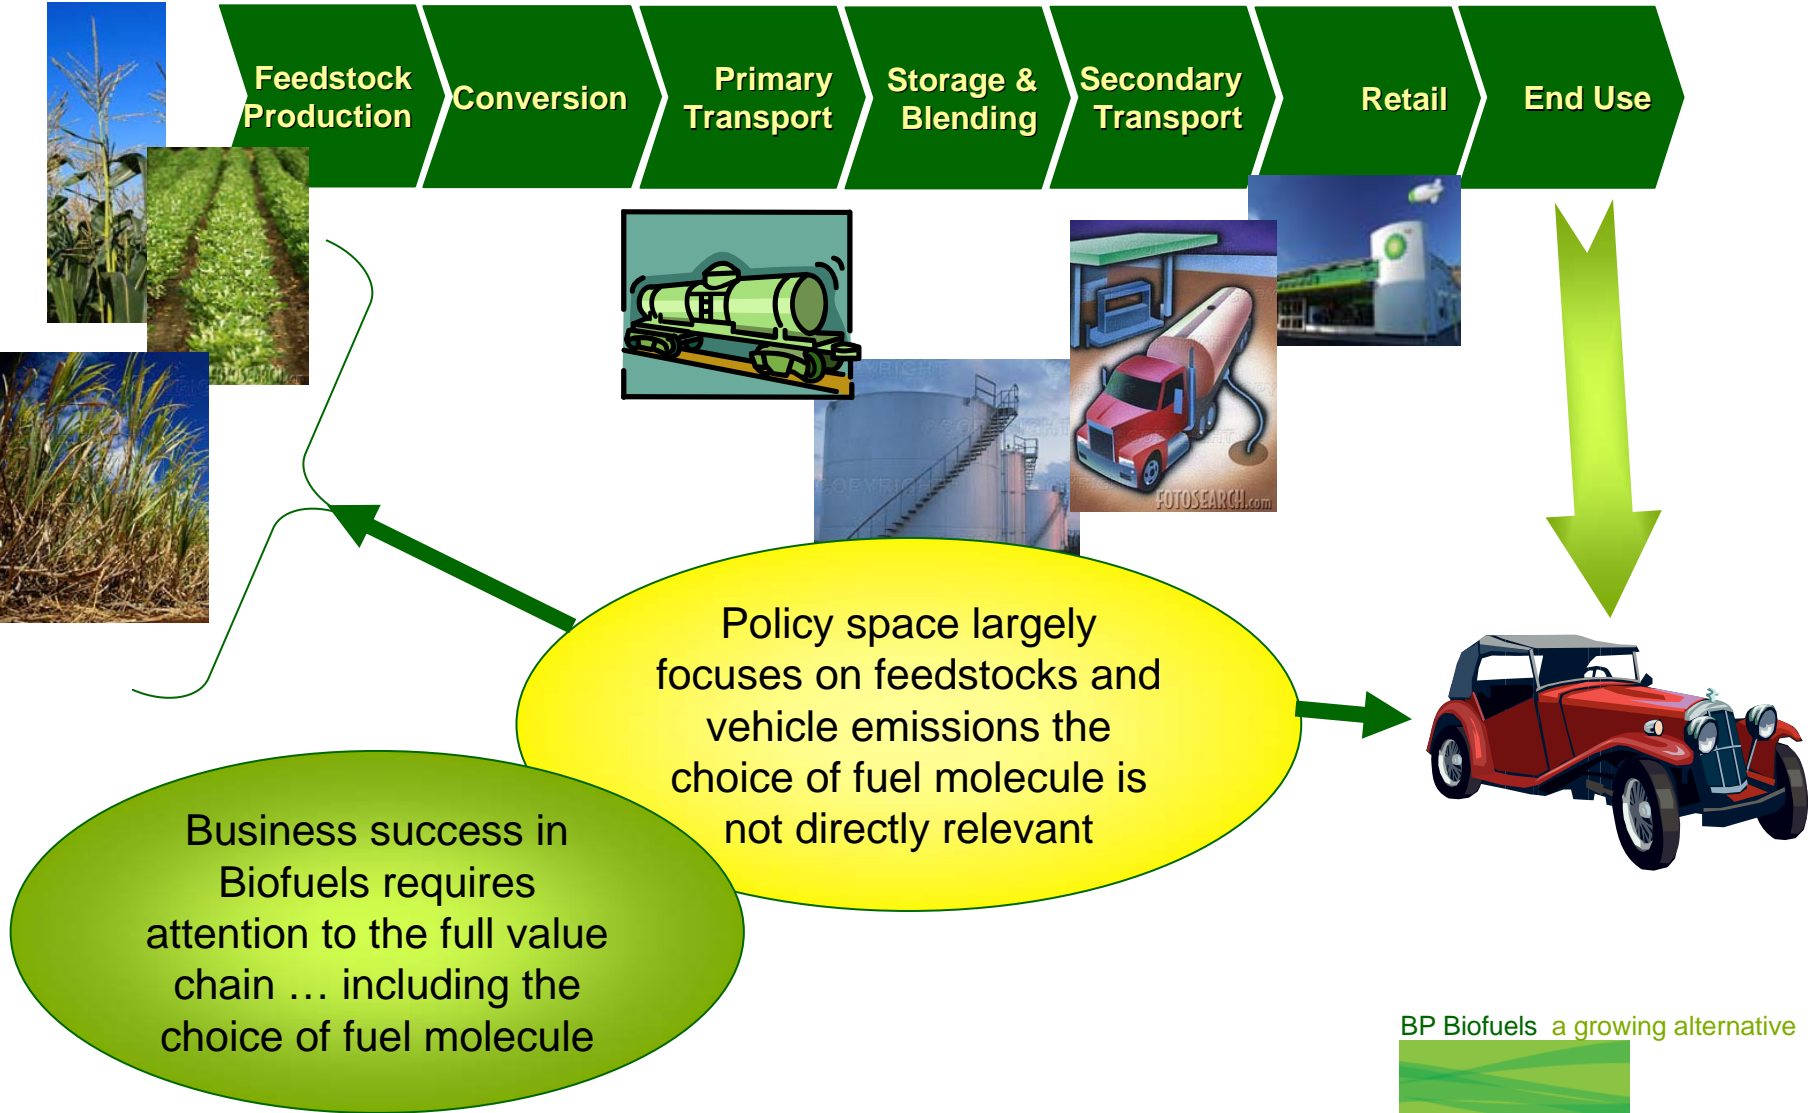 Feedstock
Production
Conversion
Primary
Transport
Storage &
Blending
Secondary
Transport
Retail
End Use
FOTOSEARCH.com
Policy space largely
focuses on feedstocks and
vehicle emissions the
choice of fuel molecule is
not directly relevant
Business success in
Biofuels requires
attention to the full value
chain … including the
choice of fuel molecule
BP Biofuels a growing alternative